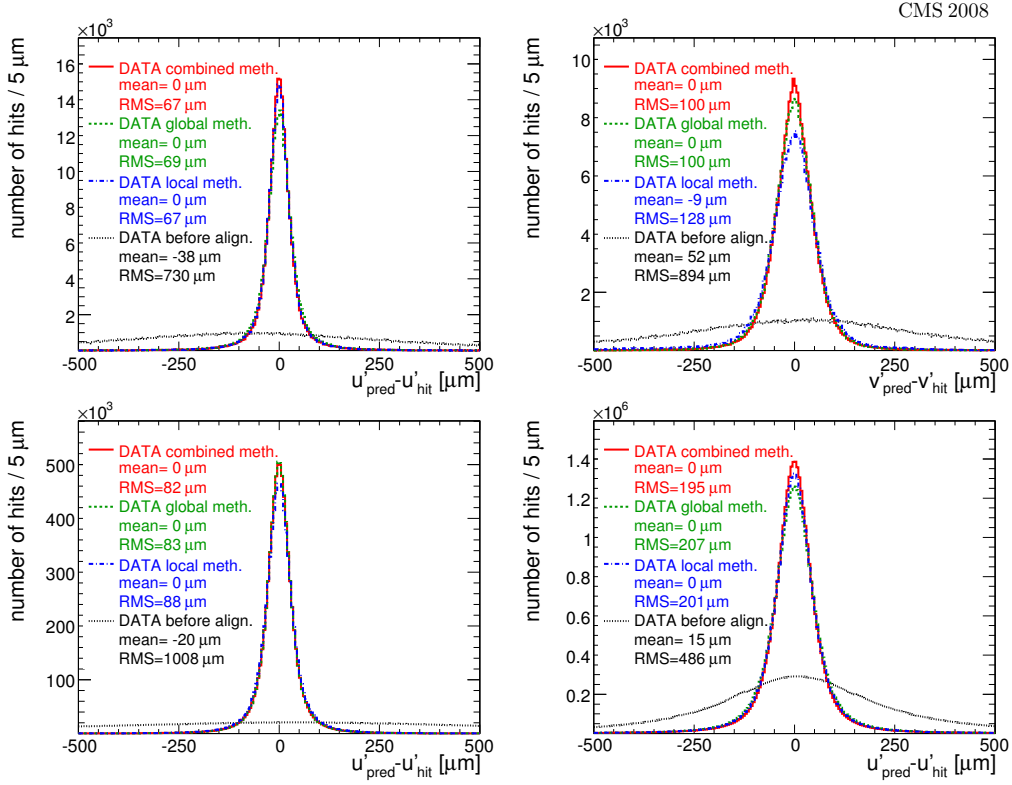 CMS 2008
×10³
number of hits / 5 µm
16
14
12
10
8
6
4
2
DATA combined meth.
mean= 0 µm
RMS=67 µm
DATA global meth.
mean= 0 µm
RMS=69 µm
DATA local meth.
mean= 0 µm
RMS=67 µm
DATA before align.
mean= -38 µm
RMS=730 µm
-500 -250 0 250 500
u'pred-u'hit [µm]
×10³
number of hits / 5 µm
10
8
6
4
2
0
DATA combined meth.
mean= 0 µm
RMS=100 µm
DATA global meth.
mean= 0 µm
RMS=100 µm
DATA local meth.
mean= -9 µm
RMS=128 µm
DATA before align.
mean= 52 µm
RMS=894 µm
-500 -250 0 250 500
v'pred-v'hit [µm]
×10³
number of hits / 5 µm
500
400
300
200
100
DATA combined meth.
mean= 0 µm
RMS=82 µm
DATA global meth.
mean= 0 µm
RMS=83 µm
DATA local meth.
mean= 0 µm
RMS=88 µm
DATA before align.
mean= -20 µm
RMS=1008 µm
-500 -250 0 250 500
u'pred-u'hit [µm]
×10⁶
number of hits / 5 µm
1.4
1.2
1
0.8
0.6
0.4
0.2
DATA combined meth.
mean= 0 µm
RMS=195 µm
DATA global meth.
mean= 0 µm
RMS=207 µm
DATA local meth.
mean= 0 µm
RMS=201 µm
DATA before align.
mean= 15 µm
RMS=486 µm
-500 -250 0 250 500
u'pred-u'hit [µm]